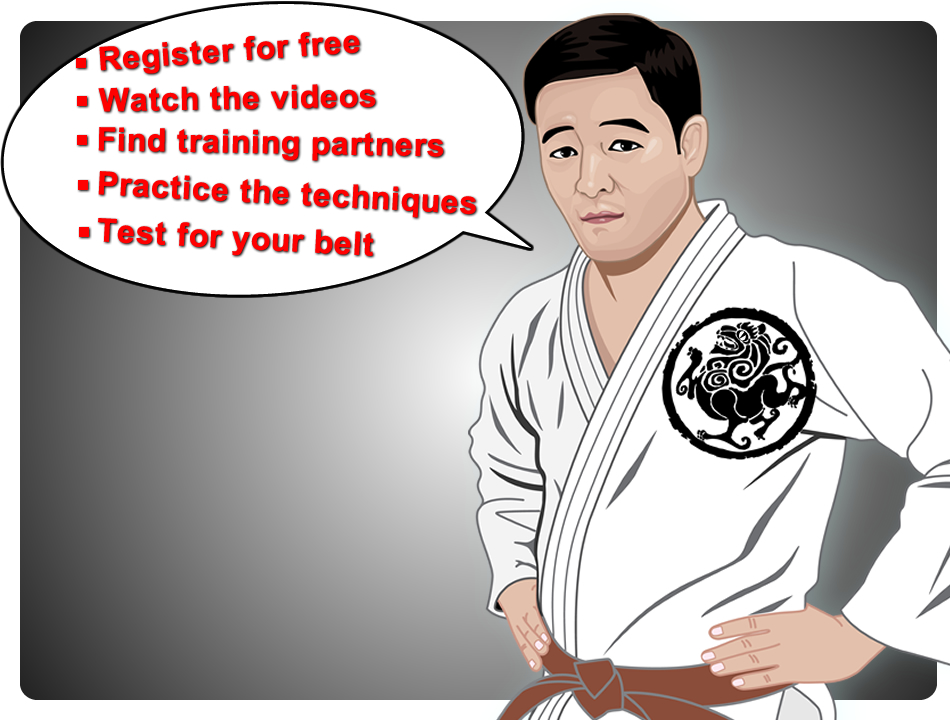 ▪ Register for free
▪ Watch the videos
▪ Find training partners
▪ Practice the techniques
▪ Test for your belt